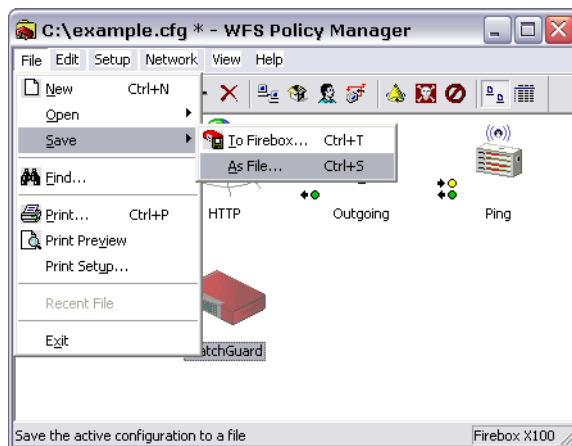 C:\example.cfg * - WFS Policy Manager
File Edit Setup Network View Help
New Ctrl+N
Open
Save
To Firebox... Ctrl+T
As File... Ctrl+S
Find...
Print... Ctrl+P
Print Preview
Print Setup...
Recent File
Exit
HTTP Outgoing Ping
atchGuard
Save the active configuration to a file Firebox X100